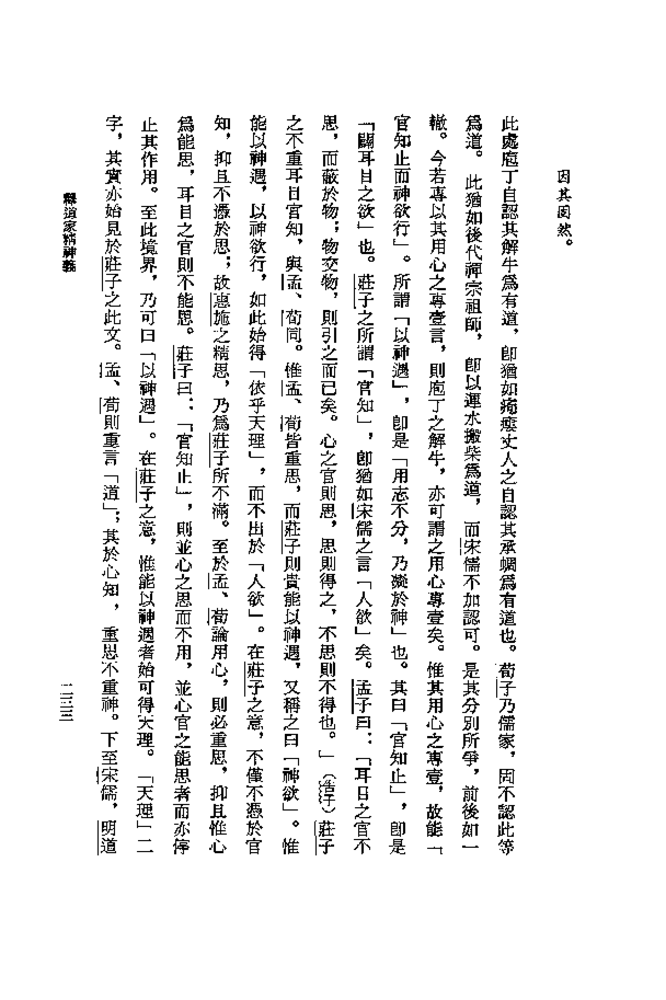 因其固然。
此處庖丁自認其解牛爲有道，卽猶如痀瘻丈人之自認其承蜩爲有道也。荀子乃儒家，因不認此等
爲道。此猶如後代禪宗祖師，卽以運水搬柴爲道，而宋儒不加認可。是其分別所爭，前後如一
轍。今若專以其用心之專壹言，則庖丁之解牛，亦可謂之用心專壹矣。惟其用心之專壹，故能「
官知止而神欲行」。所謂「以神遇」，卽是「用志不分，乃凝於神」也。其曰「官知止」，卽是
「闢耳目之欲」也。莊子之所謂「官知」，卽猶如宋儒之言「人欲」矣。孟子曰：「耳目之官不
思，而蔽於物；物交物，則引之而已矣。心之官則思，思則得之，不思則不得也。」（告子）莊子
之不重耳目官知，與孟、荀同。惟孟、荀皆重思，而莊子則貴能以神遇，又稱之曰「神欲」。惟
能以神遇，以神欲行，如此始得「依乎天理」，而不出於「人欲」。在莊子之意，不僅不憑於官
知，抑且不憑於思；故惠施之精思，乃爲莊子所不滿。至於孟、荀論用心，則必重思，抑且惟心
爲能思，耳目之官則不能思。莊子曰：「官知止」，則並心之思而不用，並心官之能思者而亦停
止其作用。至此境界，乃可曰「以神遇」。在莊子之意，惟能以神遇者始可得天理。「天理」二
字，其實亦始見於莊子之此文。孟、荀則重言「道」；其於心知，重思不重神。下至宋儒，明道
釋道家精神義
二三三